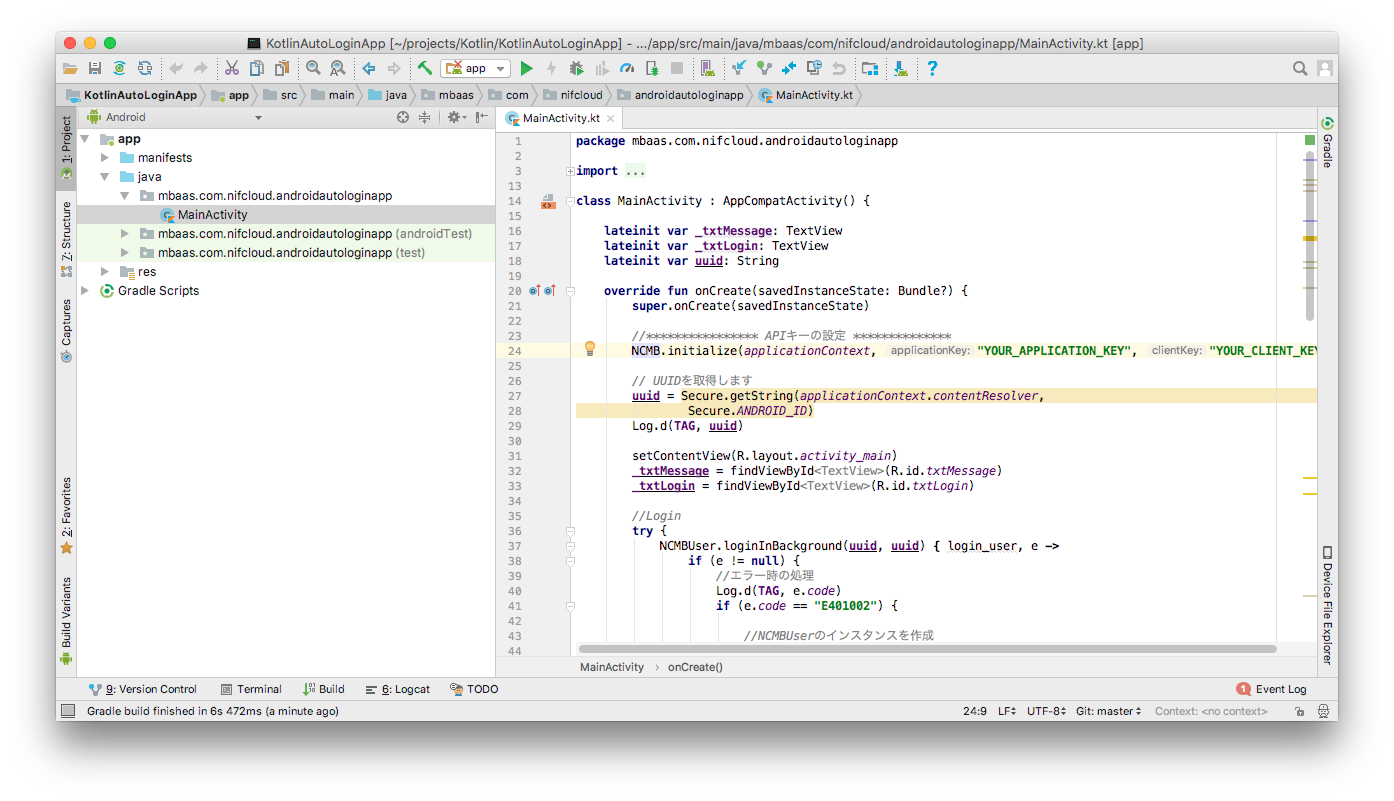 KotlinAutoLoginApp [~/projects/Kotlin/KotlinAutoLoginApp] - .../app/src/main/java/mbaas/com/nifcloud/androidautologinapp/MainActivity.kt [app]
app
KotlinAutoLoginApp app src main java mbaas com nifcloud androidautologinapp MainActivity.kt
1: Project
Z: Structure
Captures
2: Favorites
Build Variants
Android
app
manifests
java
mbaas.com.nifcloud.androidautologinapp
MainActivity
mbaas.com.nifcloud.androidautologinapp (androidTest)
mbaas.com.nifcloud.androidautologinapp (test)
res
Gradle Scripts
MainActivity.kt
1 package mbaas.com.nifcloud.androidautologinapp
2
3 import ...
13
14 class MainActivity : AppCompatActivity() {
15
16 lateinit var _txtMessage: TextView
17 lateinit var _txtLogin: TextView
18 lateinit var uuid: String
19
20 override fun onCreate(savedInstanceState: Bundle?) {
21 super.onCreate(savedInstanceState)
22
23 //**************** APIキーの設定 **************
24 NCMB.initialize(applicationContext, applicationKey: "YOUR_APPLICATION_KEY", clientKey: "YOUR_CLIENT_KEY
25
26 // UUIDを取得します
27 uuid = Secure.getString(applicationContext.contentResolver,
28 Secure.ANDROID_ID)
29 Log.d(TAG, uuid)
30
31 setContentView(R.layout.activity_main)
32 _txtMessage = findViewById<TextView>(R.id.txtMessage)
33 _txtLogin = findViewById<TextView>(R.id.txtLogin)
34
35 //Login
36 try {
37 NCMBUser.loginInBackground(uuid, uuid) { login_user, e ->
38 if (e != null) {
39 //エラー時の処理
40 Log.d(TAG, e.code)
41 if (e.code == "E401002") {
42
43 //NCMBUserのインスタンスを作成
44
MainActivity › onCreate()
Gradle
Device File Explorer
9: Version Control Terminal Build 6: Logcat TODO 1 Event Log
Gradle build finished in 6s 472ms (a minute ago) 24:9 LF UTF-8 Git: master Context: <no context>